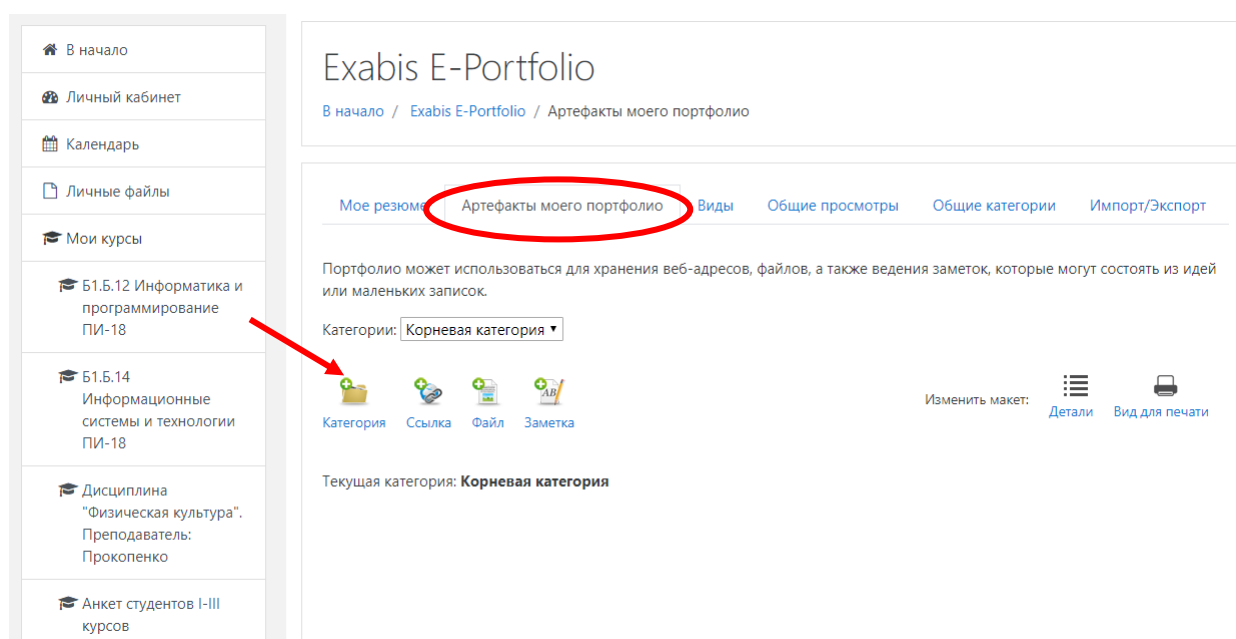 В начало
Личный кабинет
Календарь
Личные файлы
Мои курсы
Б1.Б.12 Информатика и
программирование
ПИ-18
Б1.Б.14
Информационные
системы и технологии
ПИ-18
Дисциплина
"Физическая культура".
Преподаватель:
Прокопенко
Анкет студентов I-III
курсов
Exabis E-Portfolio
В начало / Exabis E-Portfolio / Артефакты моего портфолио
Мое резюме Артефакты моего портфолио Виды Общие просмотры Общие категории Импорт/Экспорт
Портфолио может использоваться для хранения веб-адресов, файлов, а также ведения заметок, которые могут состоять из идей
или маленьких записок.
Категории: Корневая категория
Категория Ссылка Файл Заметка
Изменить макет: Детали Вид для печати
Текущая категория: Корневая категория